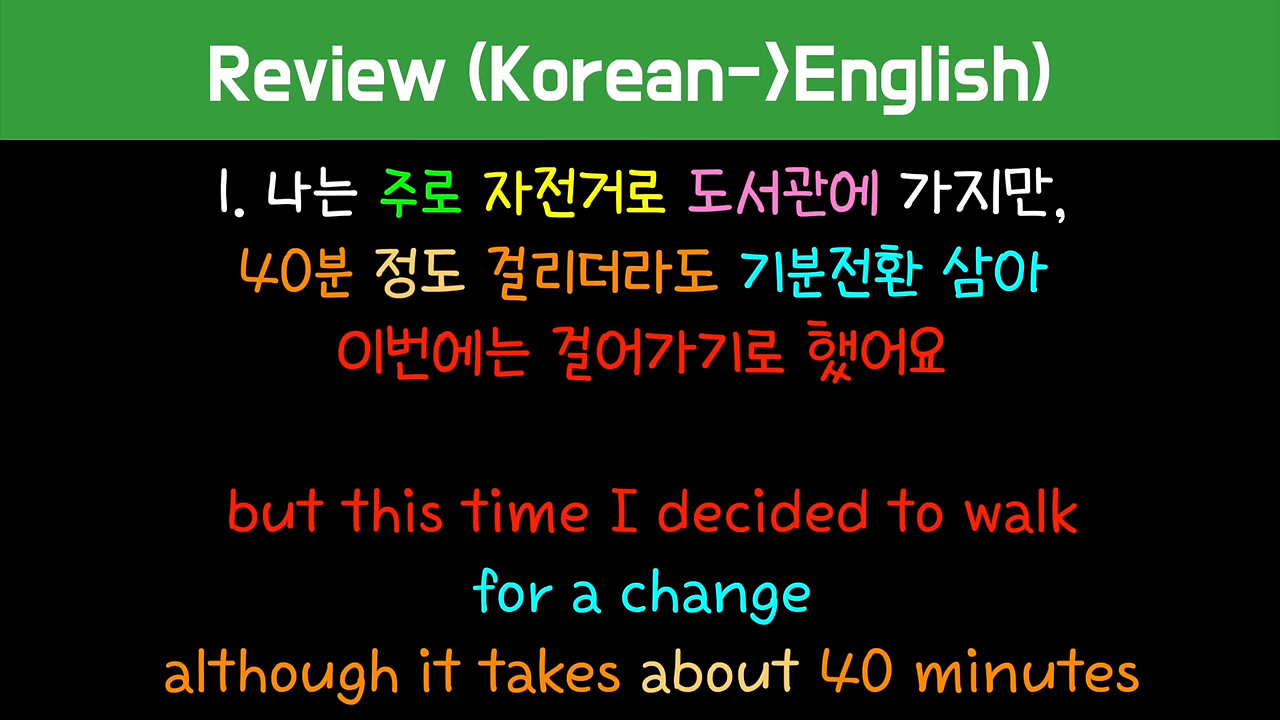 Review (Korean->English)
1. 나는 주로 자전거로 도서관에 가지만,
40분 정도 걸리더라도 기분전환 삼아
이번에는 걸어가기로 했어요
but this time I decided to walk
for a change
although it takes about 40 minutes